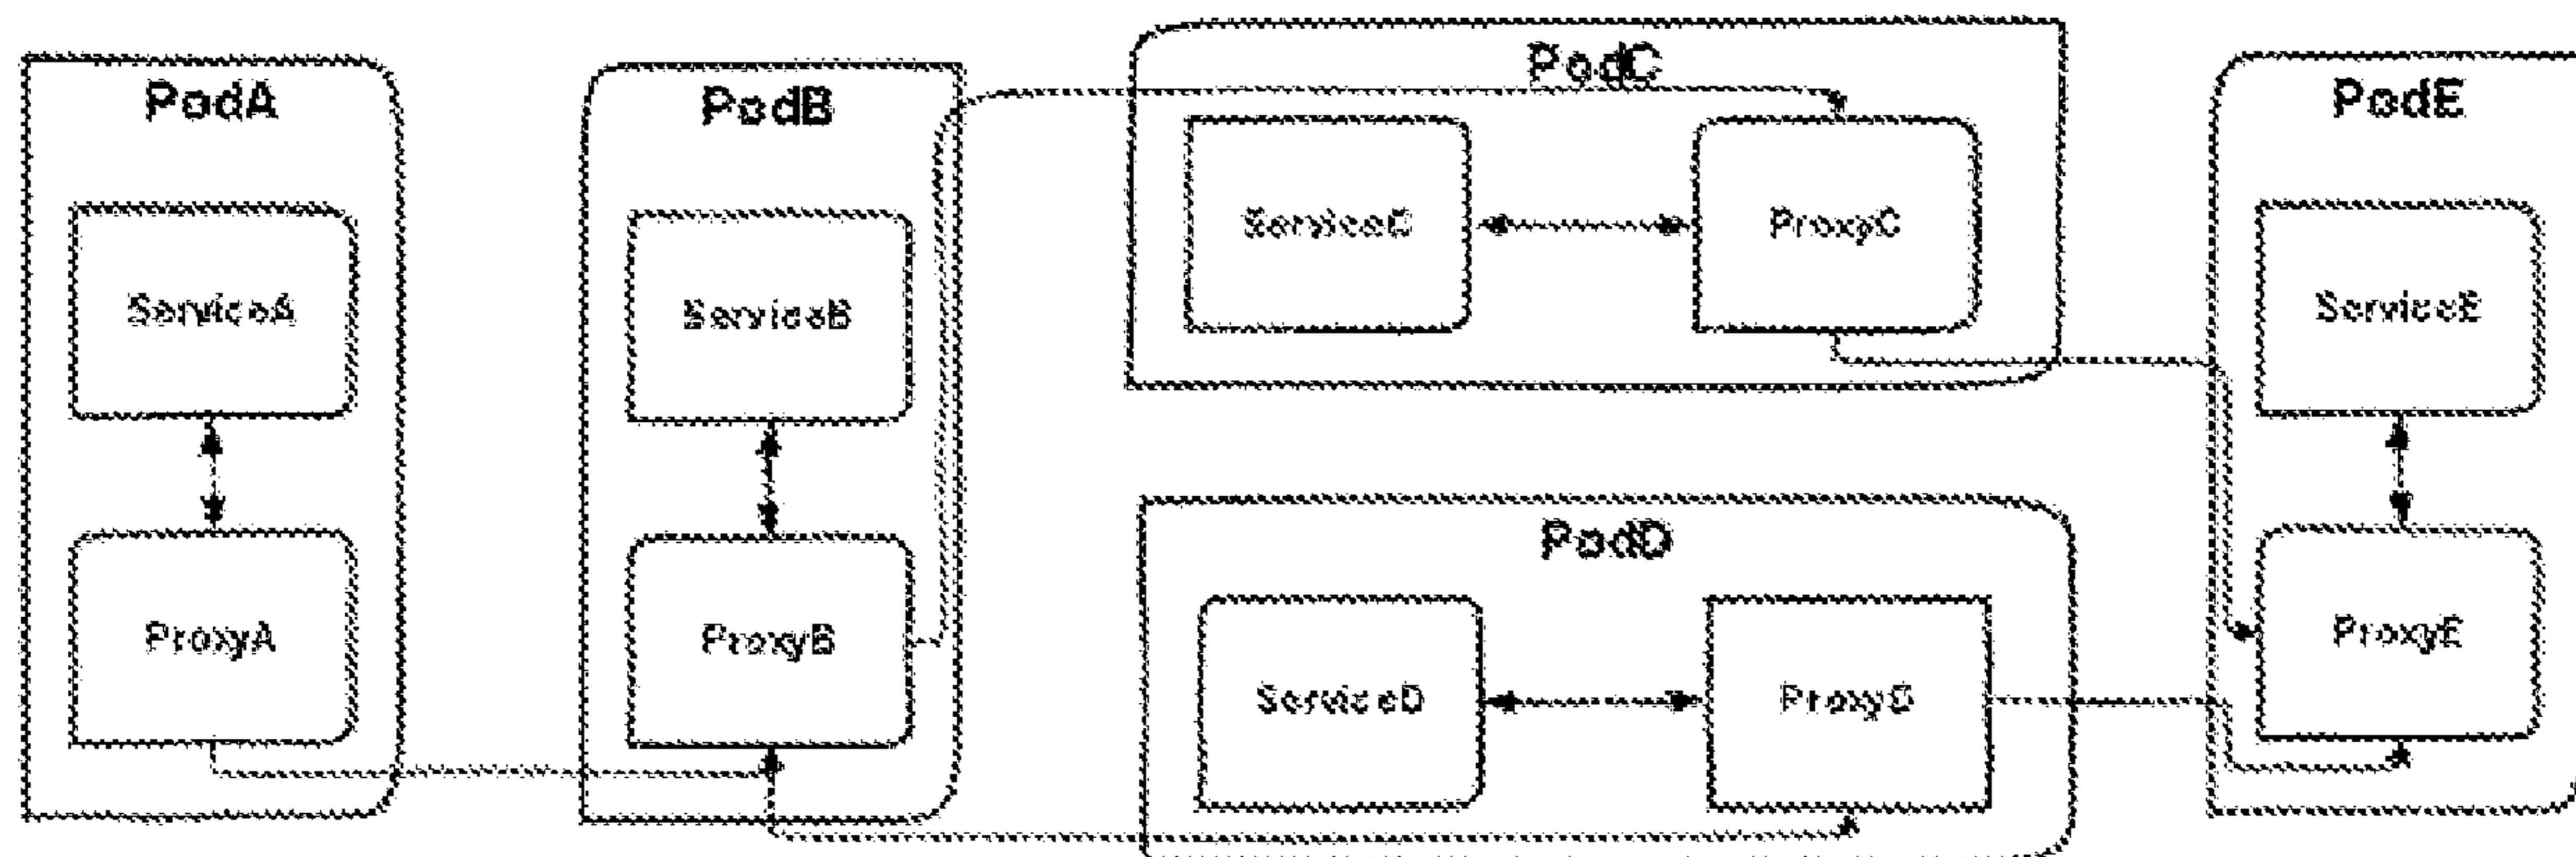 PodA
ServiceA
ProxyA
PodB
ServiceB
ProxyB
PodC
ServiceC
ProxyC
PodD
ServiceD
ProxyD
PodE
ServiceE
ProxyE